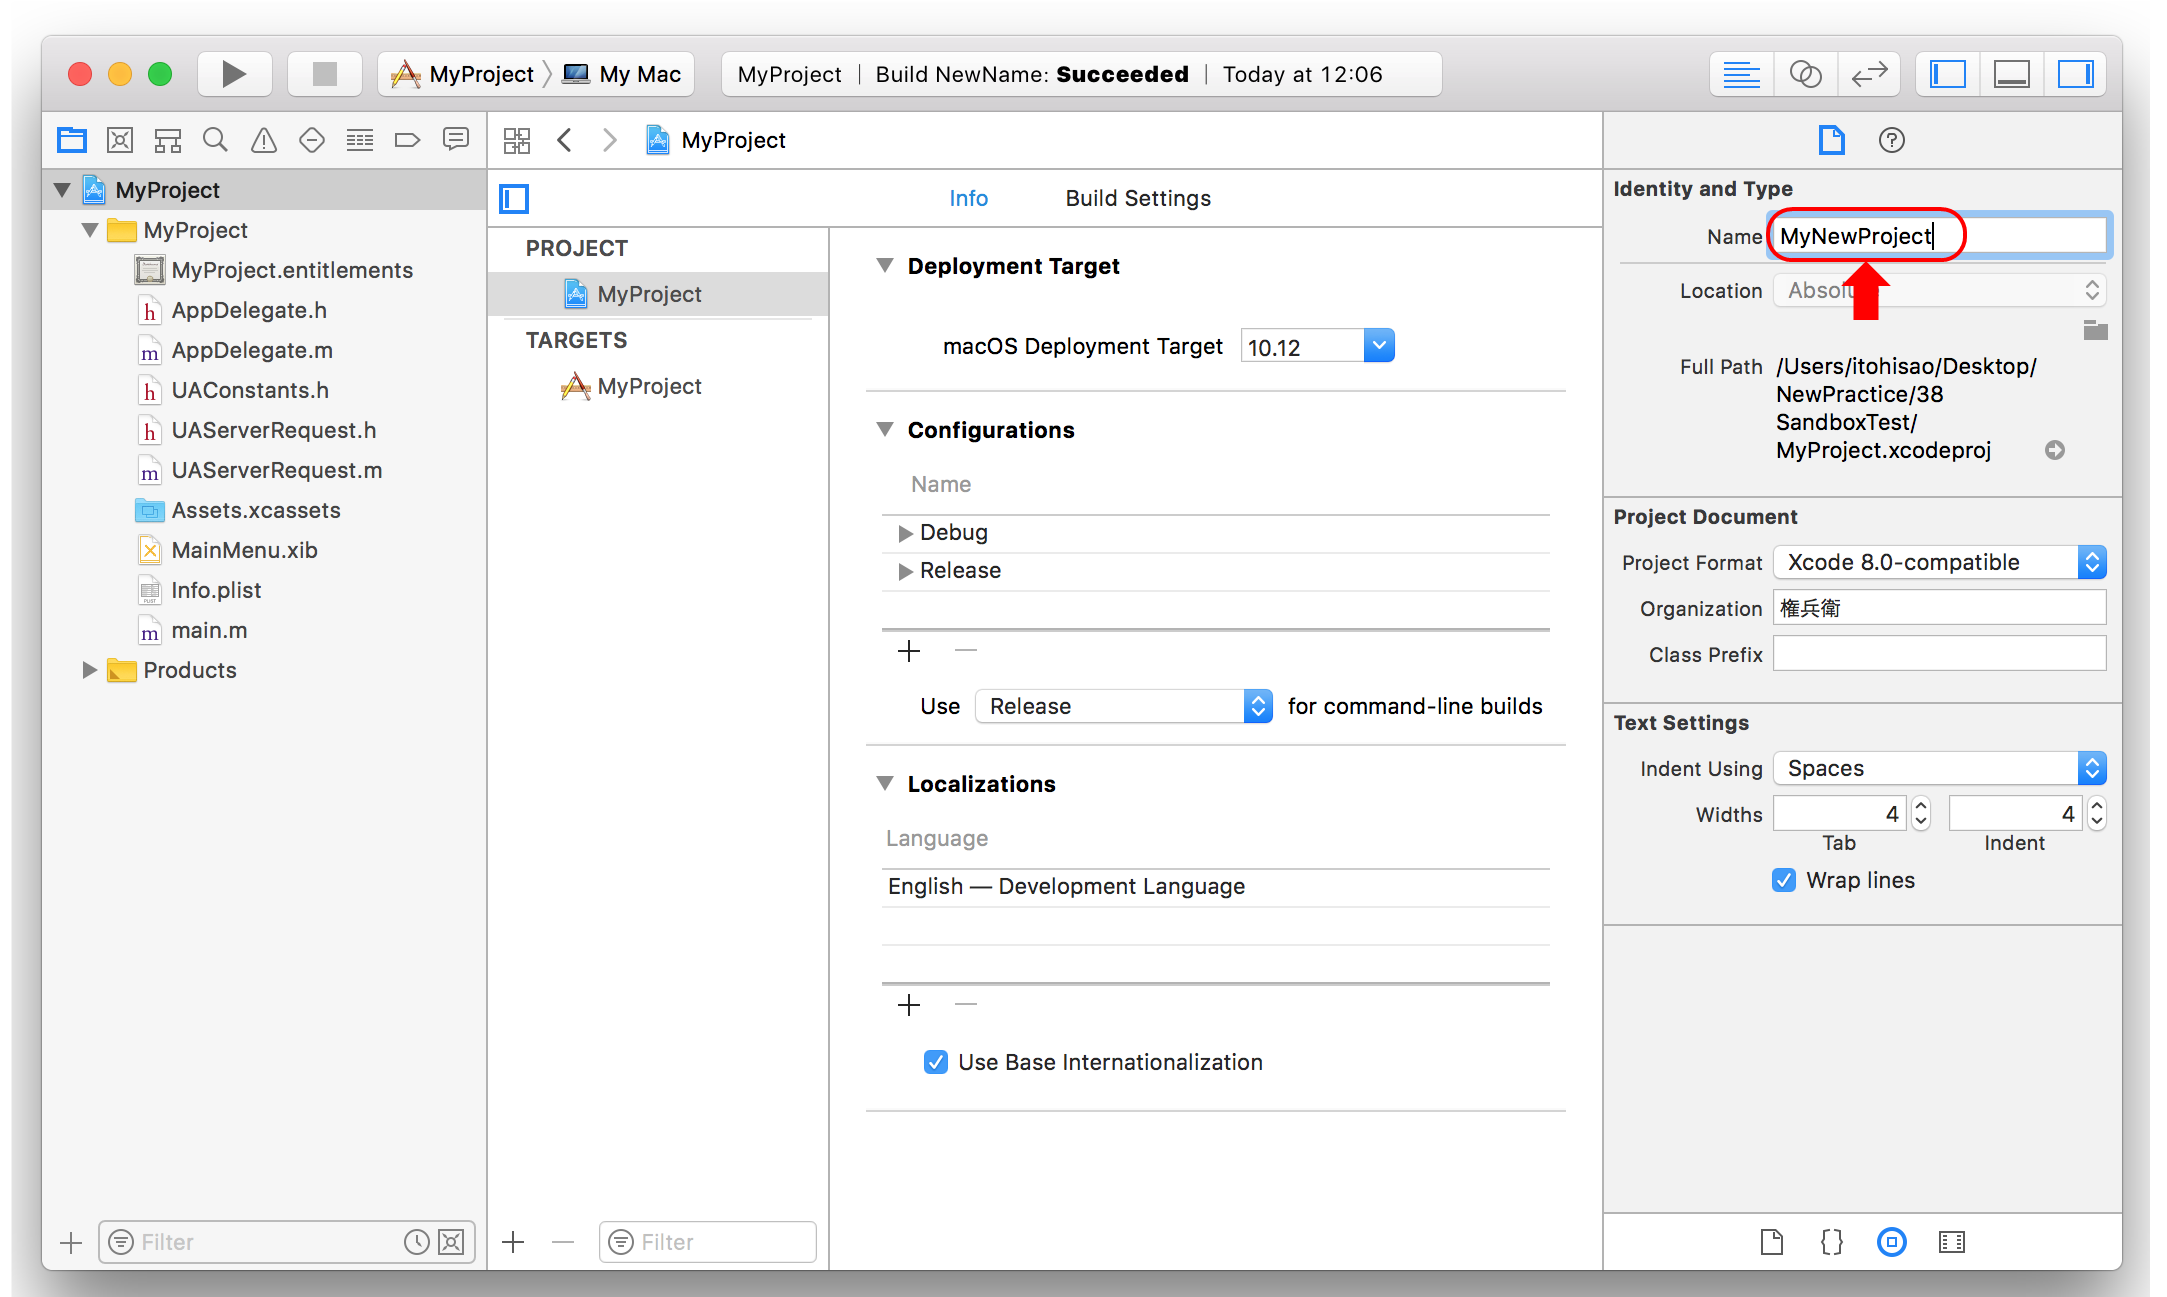 MyProject My Mac
MyProject | Build NewName: Succeeded | Today at 12:06
MyProject
MyProject
MyProject.entitlements
AppDelegate.h
AppDelegate.m
UAConstants.h
UAServerRequest.h
UAServerRequest.m
Assets.xcassets
MainMenu.xib
Info.plist
main.m
Products
Filter
MyProject
Info Build Settings
PROJECT
MyProject
TARGETS
MyProject
Filter
Deployment Target
macOS Deployment Target 10.12
Configurations
Name
Debug
Release
Use Release for command-line builds
Localizations
Language
English — Development Language
Use Base Internationalization
Identity and Type
Name MyNewProject
Location
Full Path /Users/itohisao/Desktop/
NewPractice/38
SandboxTest/
MyProject.xcodeproj
Project Document
Project Format Xcode 8.0-compatible
Organization 権兵衛
Class Prefix
Text Settings
Indent Using Spaces
Widths 4 4
Tab Indent
Wrap lines